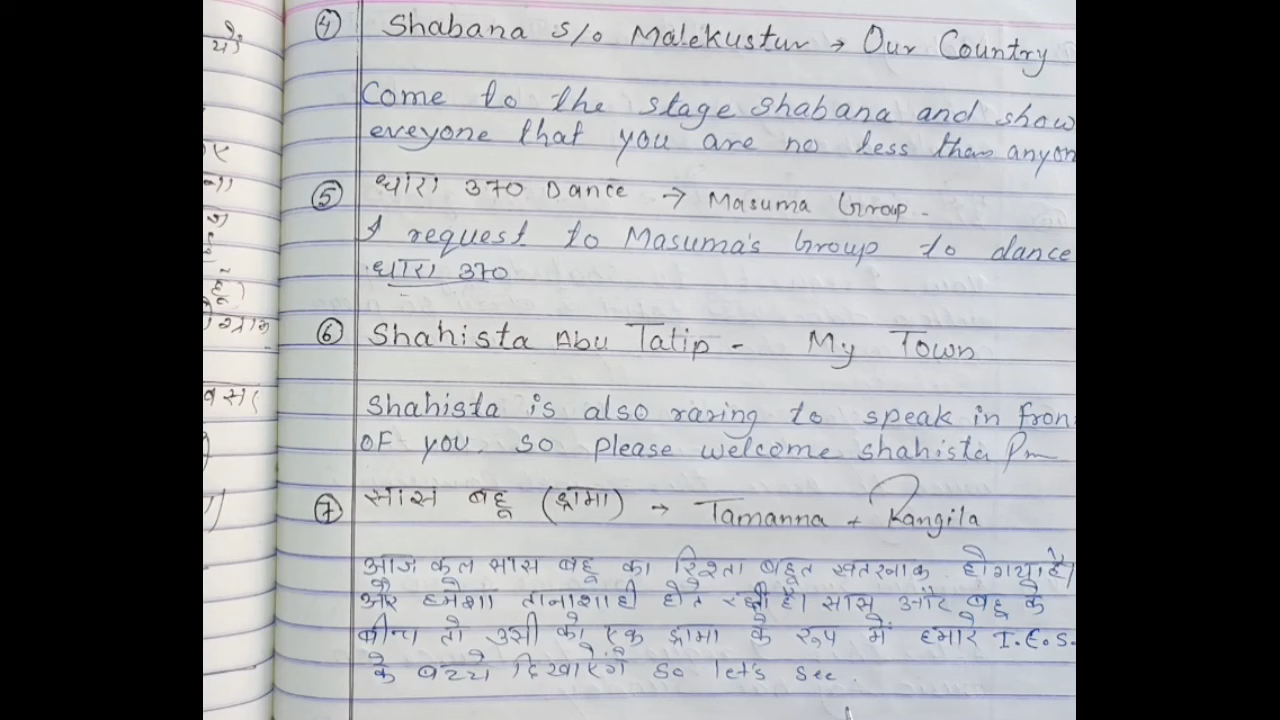 ④ Shabana s/o Malekustur → Our Country
Come to the stage Shabana and show
eveyone that you are no less than anyon
⑤ धारा 370 Dance → Masuma Group -
I request to Masuma's Group to dance
धारा 370
⑥ Shahista Abu Talip - My Town
Shahista is also raring to speak in fron
of you. so please welcome shahista
⑦ सास बहू (ड्रामा) → Tamanna + Rangila
आज कल सास बहू का रिश्ता बहूत खतरनाक हो गया है।
और हमेशा तानाशाही होते रही है। सास और बहू के
बीच तो उसी को एक ड्रामा के रूप में हमारे I.E.S.
के बच्चे दिखाएंगे so let's see.